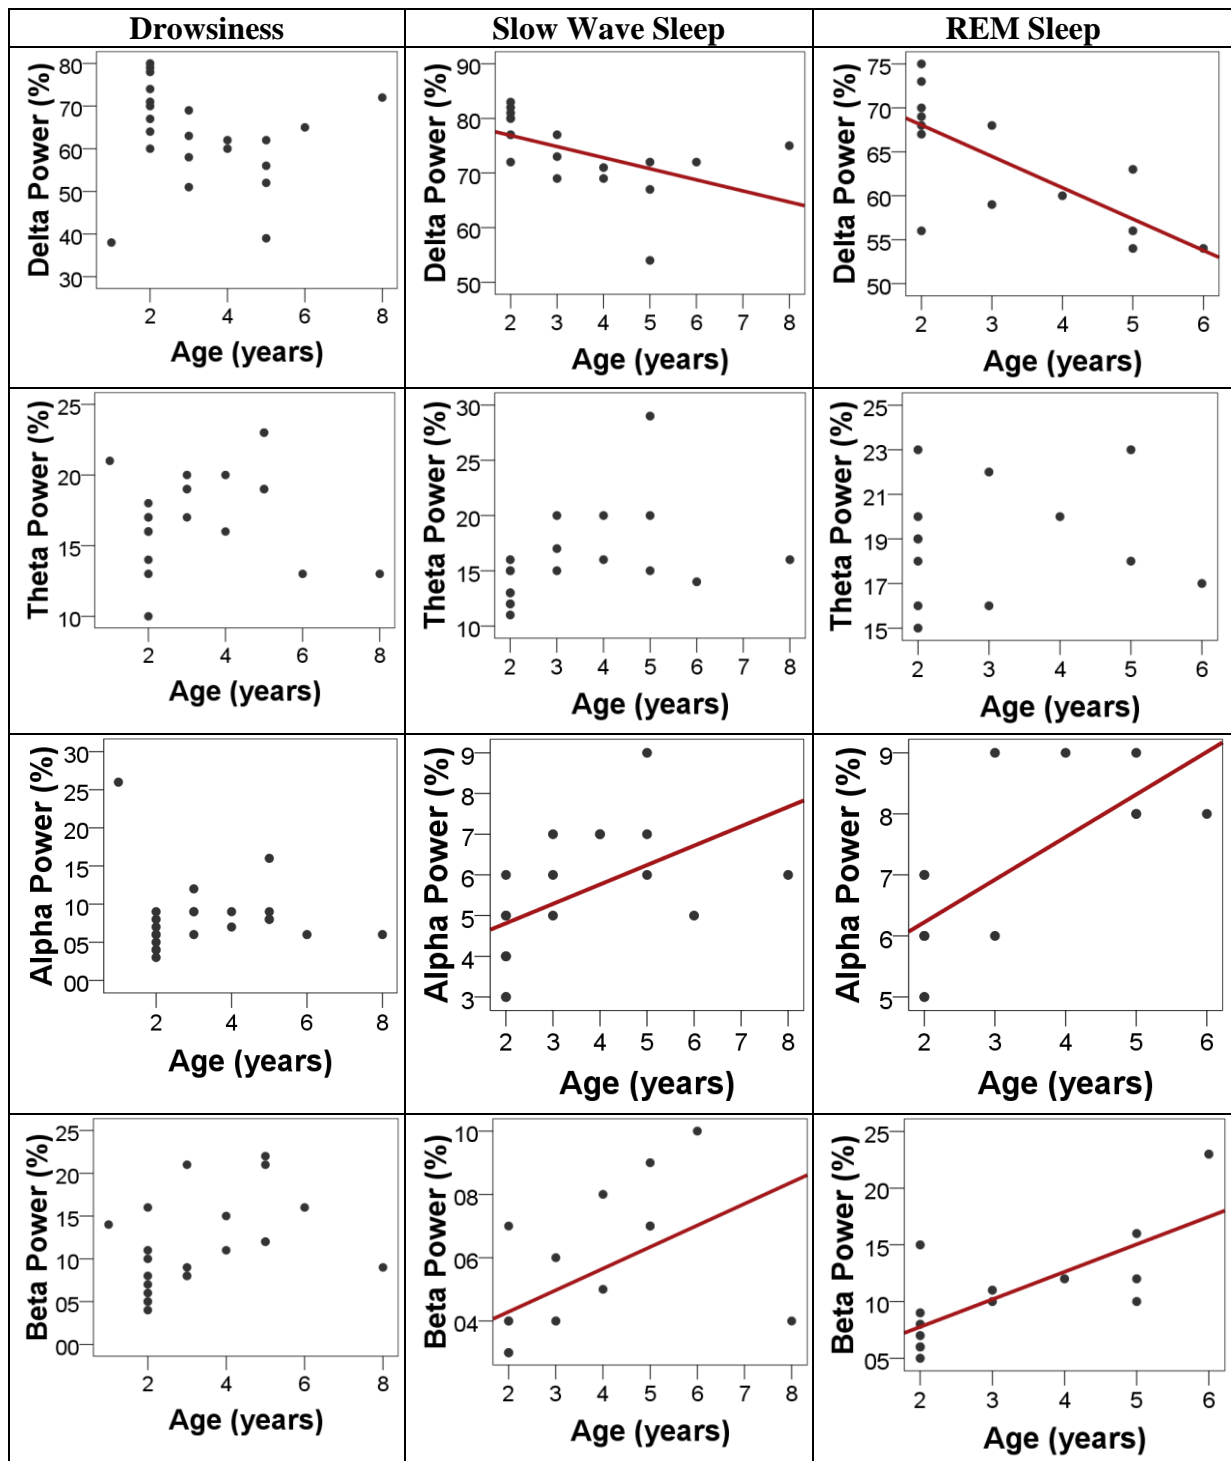 Drowsiness Slow Wave Sleep REM Sleep
Delta Power (%)
80
70
60
50
40
30
2 4 6 8
Age (years)
Delta Power (%)
90
80
70
60
50
2 3 4 5 6 7 8
Age (years)
Delta Power (%)
75
70
65
60
55
50
2 3 4 5 6
Age (years)
Theta Power (%)
25
20
15
10
2 4 6 8
Age (years)
Theta Power (%)
30
25
20
15
10
2 3 4 5 6 7 8
Age (years)
Theta Power (%)
25
23
21
19
17
15
2 3 4 5 6
Age (years)
Alpha Power (%)
30
25
20
15
10
05
00
2 4 6 8
Age (years)
Alpha Power (%)
9
8
7
6
5
4
3
2 3 4 5 6 7 8
Age (years)
Alpha Power (%)
9
8
7
6
5
2 3 4 5 6
Age (years)
Beta Power (%)
25
20
15
10
05
00
2 4 6 8
Age (years)
Beta Power (%)
10
08
06
04
2 3 4 5 6 7 8
Age (years)
Beta Power (%)
25
20
15
10
05
2 3 4 5 6
Age (years)